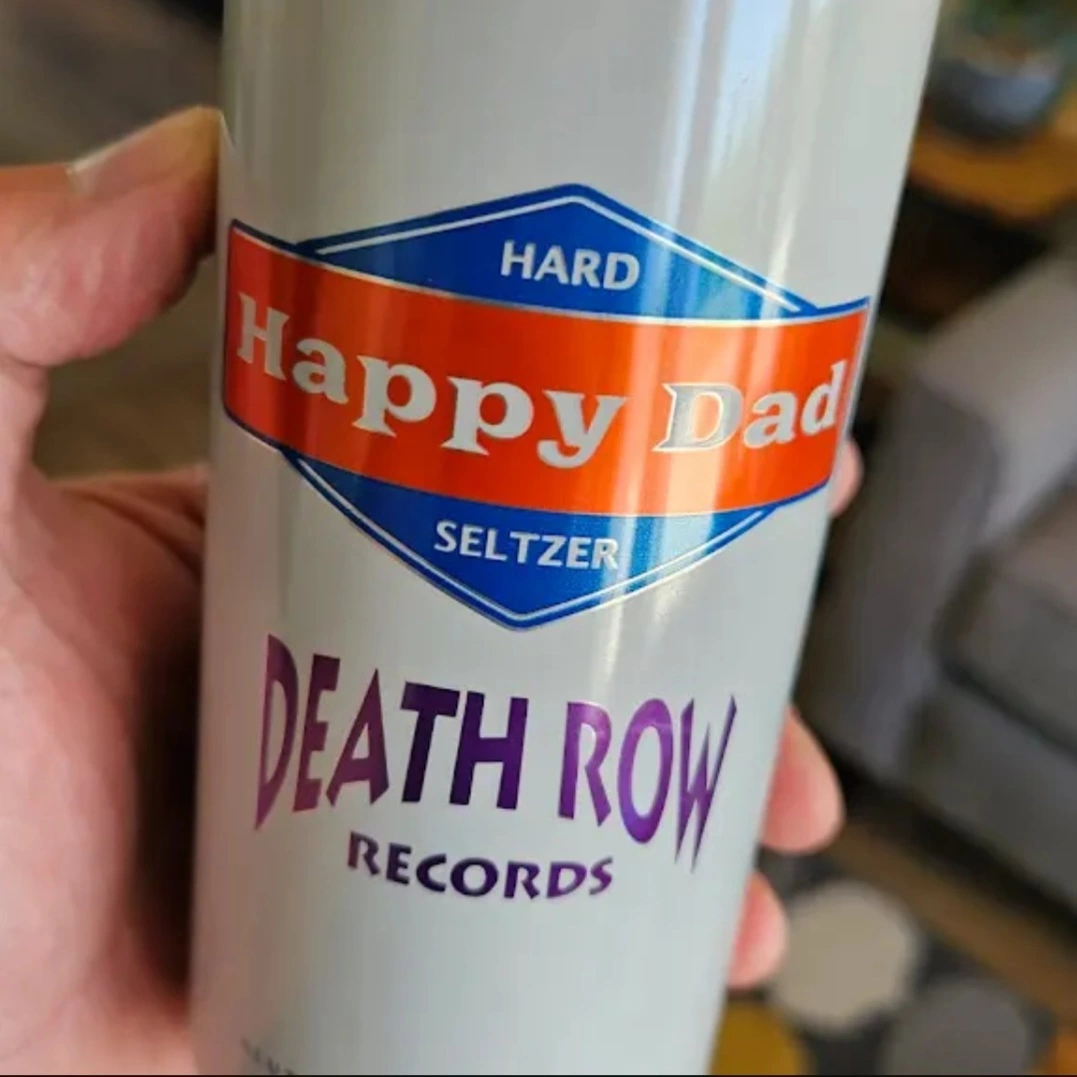 HARD
Happy Dad
SELTZER
DEATH ROW
RECORDS